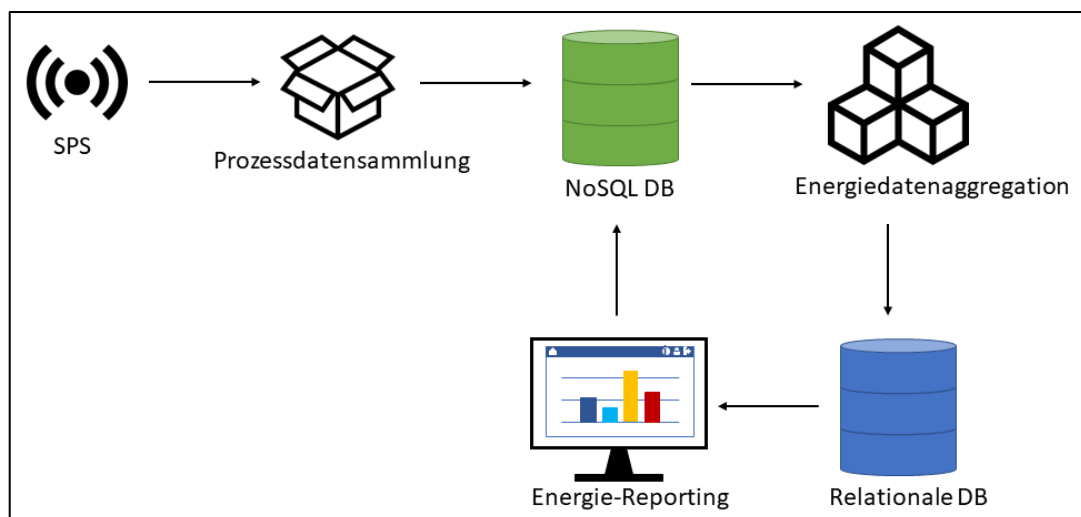 SPS
Prozessdatensammlung
NoSQL DB
Energiedatenaggregation
Energie-Reporting
Relationale DB